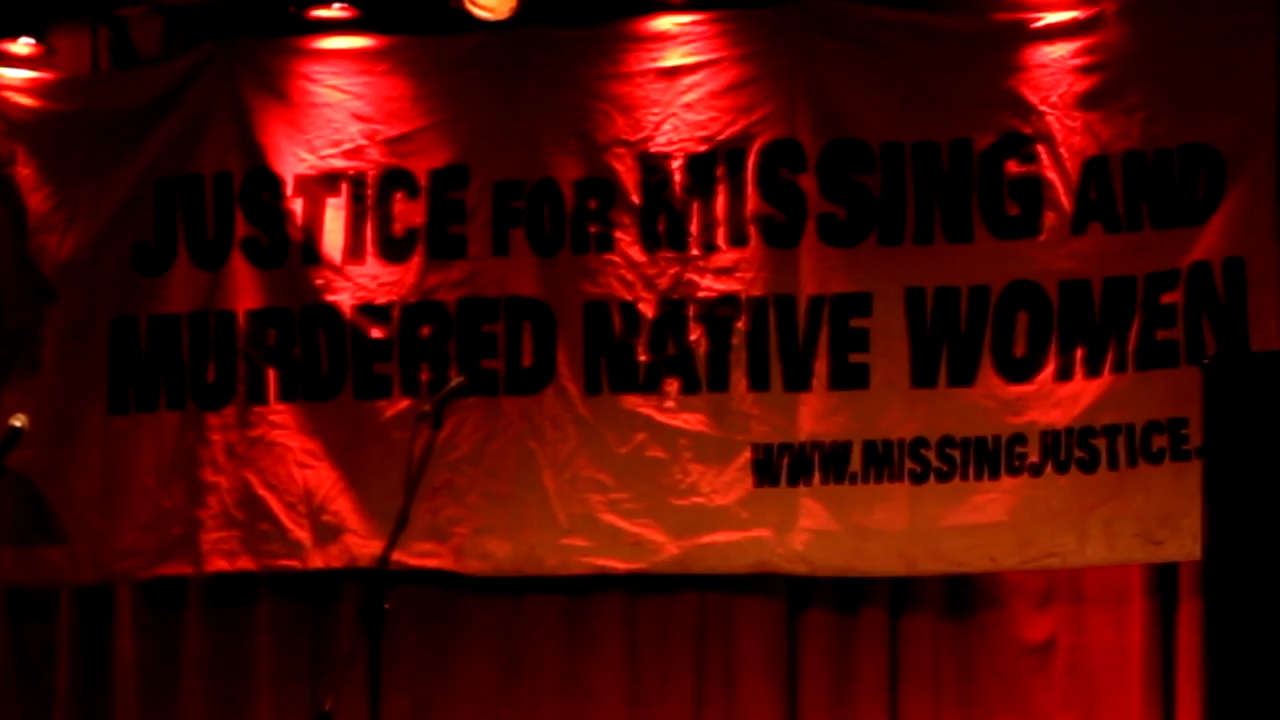 JUSTICE FOR MISSING AND
MURDERED NATIVE WOMEN
WWW.MISSINGJUSTICE.